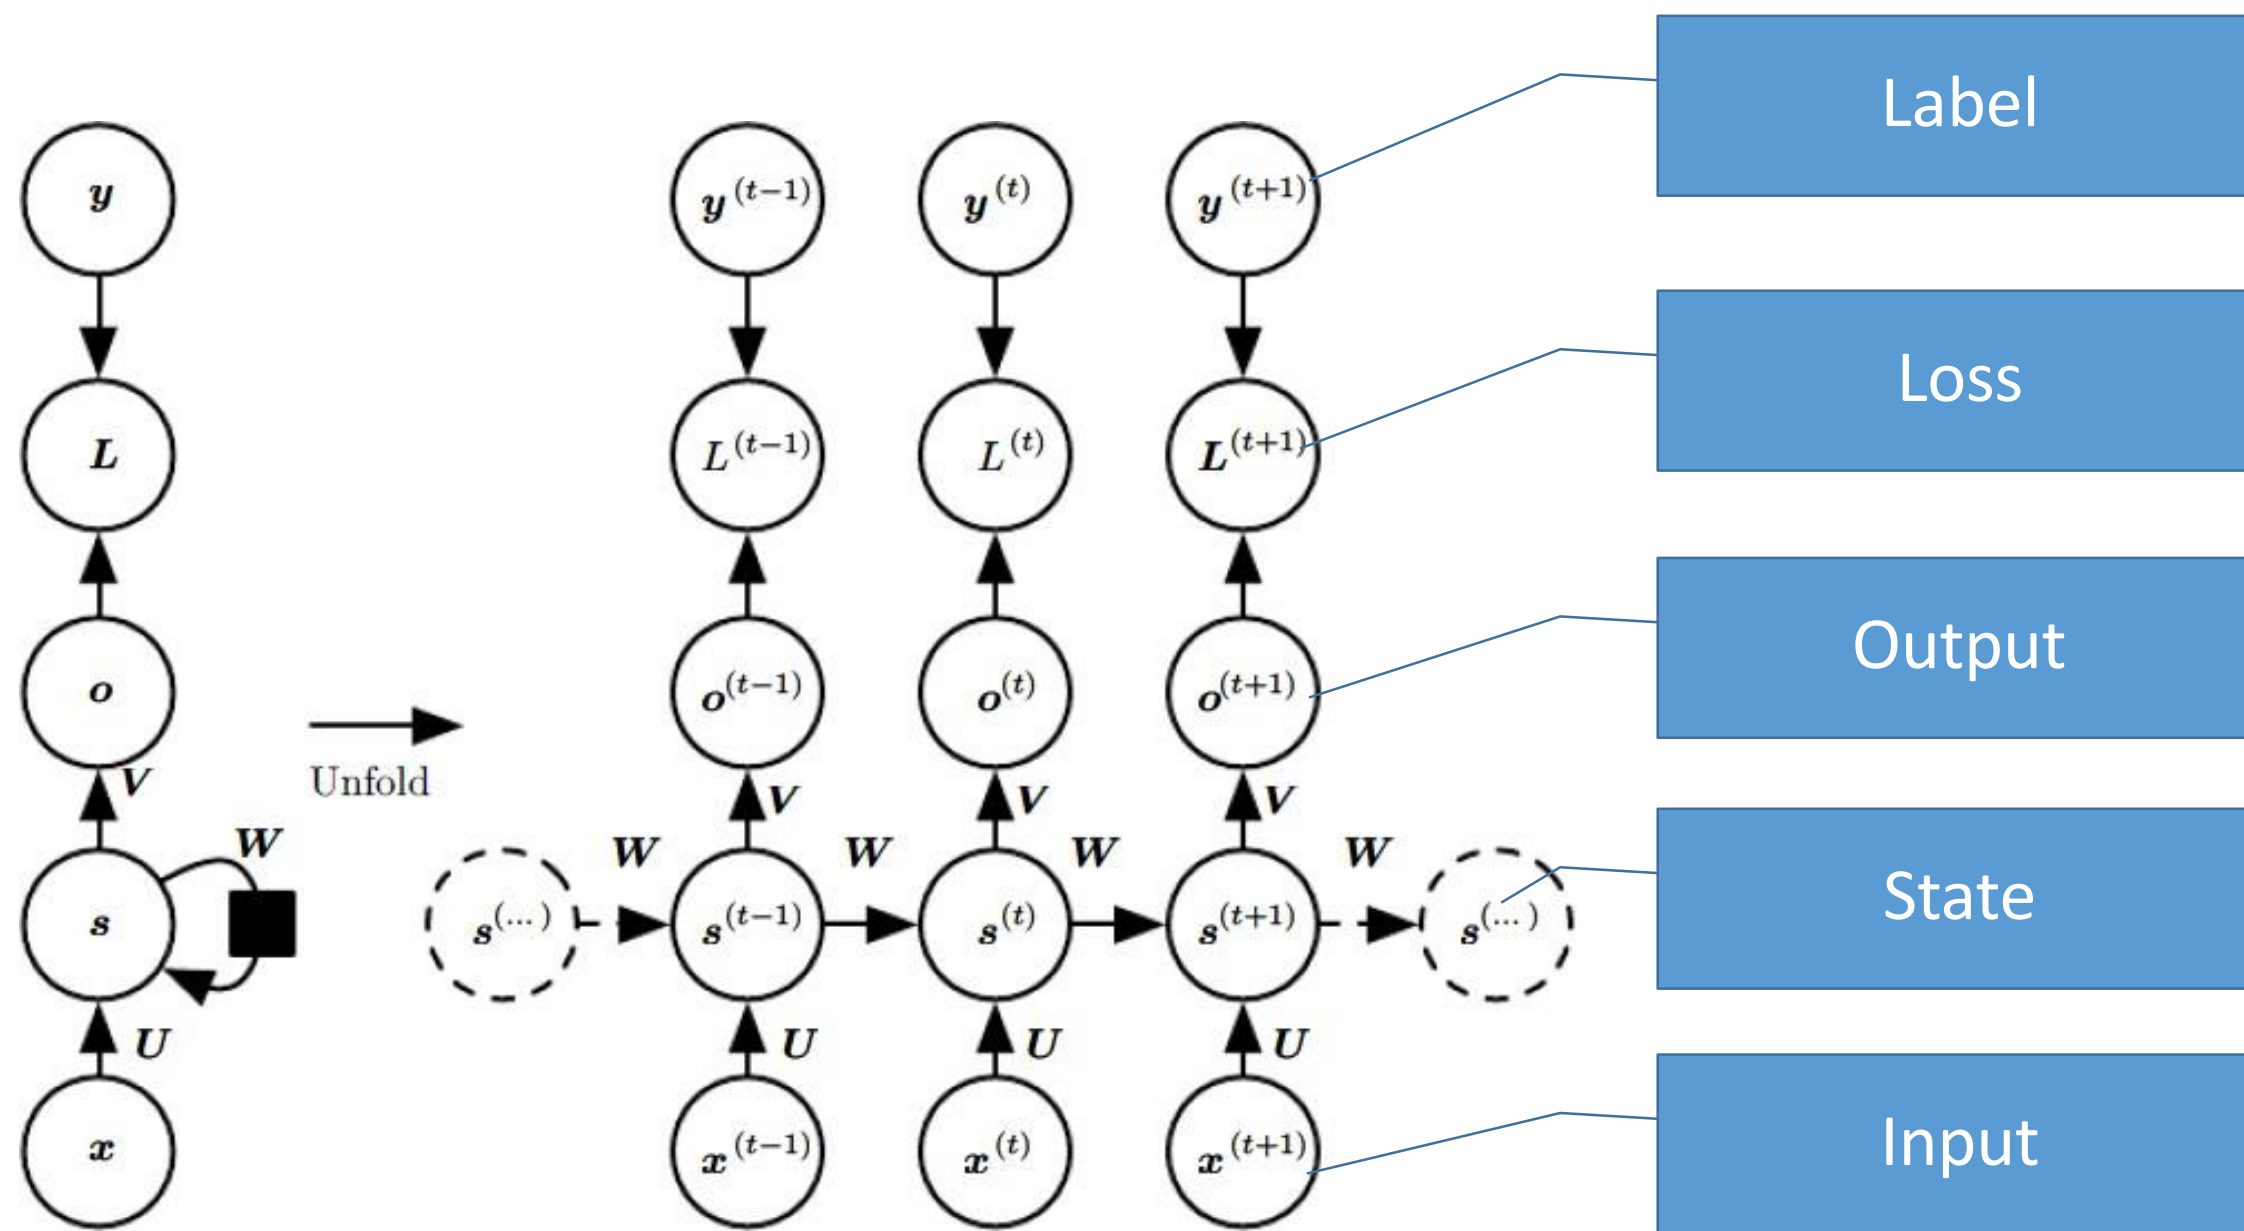 Label
y
y^(t−1)
y^(t)
y^(t+1)
Loss
L
L^(t−1)
L^(t)
L^(t+1)
Output
o
o^(t−1)
o^(t)
o^(t+1)
Unfold
V
V
V
V
W
W
W
W
W
State
s
s^(...)
s^(t−1)
s^(t)
s^(t+1)
s^(...)
U
U
U
U
Input
x
x^(t−1)
x^(t)
x^(t+1)